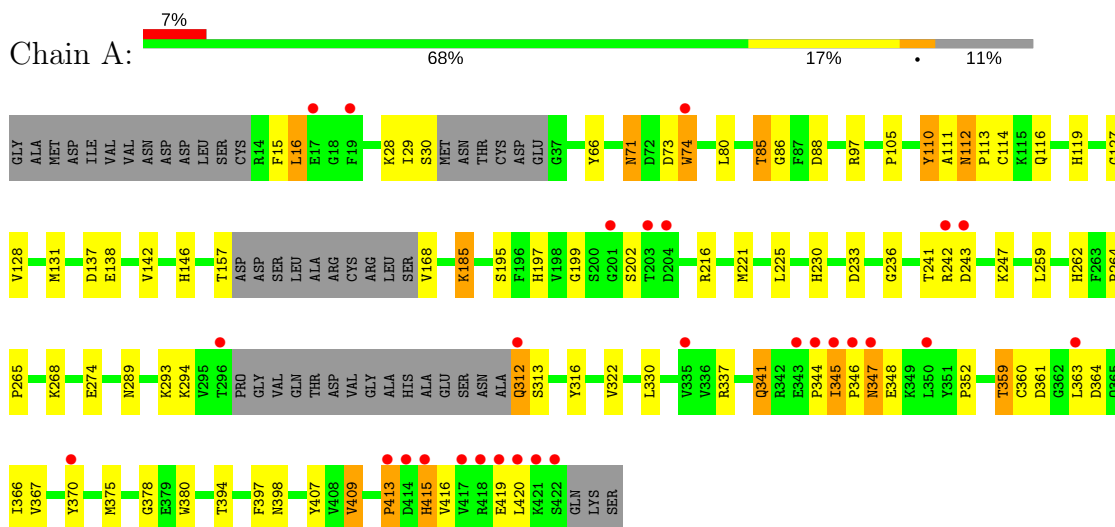 7%
Chain A:
68% 17% • 11%
GLY ALA MET ASP ILE VAL VAL ASN ASP ASP LEU SER CYS R14 F15 L16 E17 G18 F19 K28 I29 S30 MET ASN THR CYS ASP GLU G37 Y66 N71 D72 D73 W74 L80 T85 G86 F87 D88 R97 P105 Y110 A111 N112 P113 C114 K115 Q116 H119
V128 M131 D137 E138 V142 H146 T157 ASP ASP SER LEU ALA ARG CYS ARG LEU SER V168 K185 S195 F196 H197 V198 G199 S200 G201 S202 T203 D204 R216 M221 L225 H230 D233 G236 T241 R242 D243 K247 L259 H262 F263
P265 K268 E274 N289 K293 K294 V295 T296 PRO GLY VAL GLN THR ASP VAL GLY ALA HIS ALA GLU SER ASN ALA Q312 S313 Y316 V322 L330 V335 V336 R337 Q341 R342 E343 P344 I345 P346 N347 E348 K349 L350 Y351 P352 T359 C360 D361 G362 L363 D364
I366 V367 Y370 M375 G378 E379 W380 T394 F397 N398 Y407 V408 V409 P413 D414 H415 V416 V417 R418 E419 L420 K421 S422 GLN LYS SER